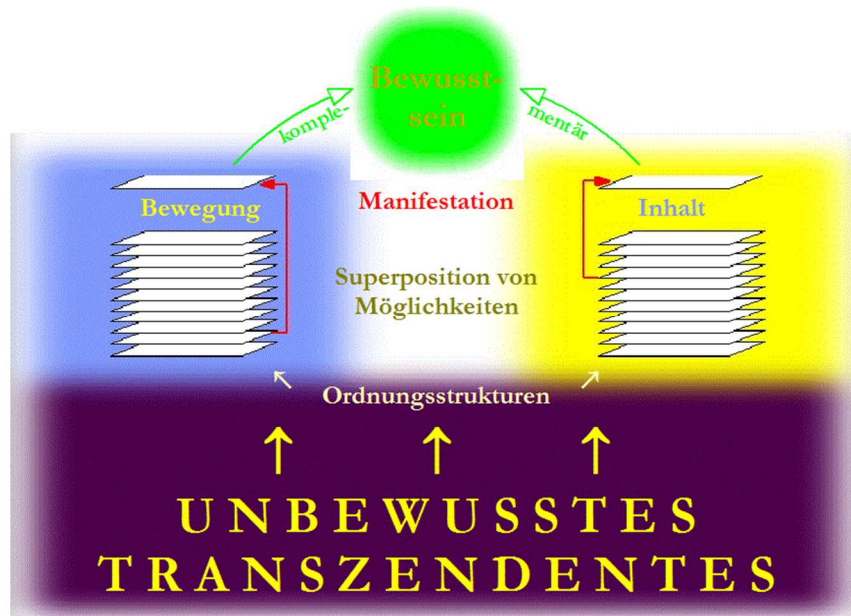 Bewusst-
sein
komple-
mentär
Bewegung
Manifestation
Inhalt
Superposition von
Möglichkeiten
Ordnungsstrukturen
UNBEWUSSTES
TRANSZENDENTES